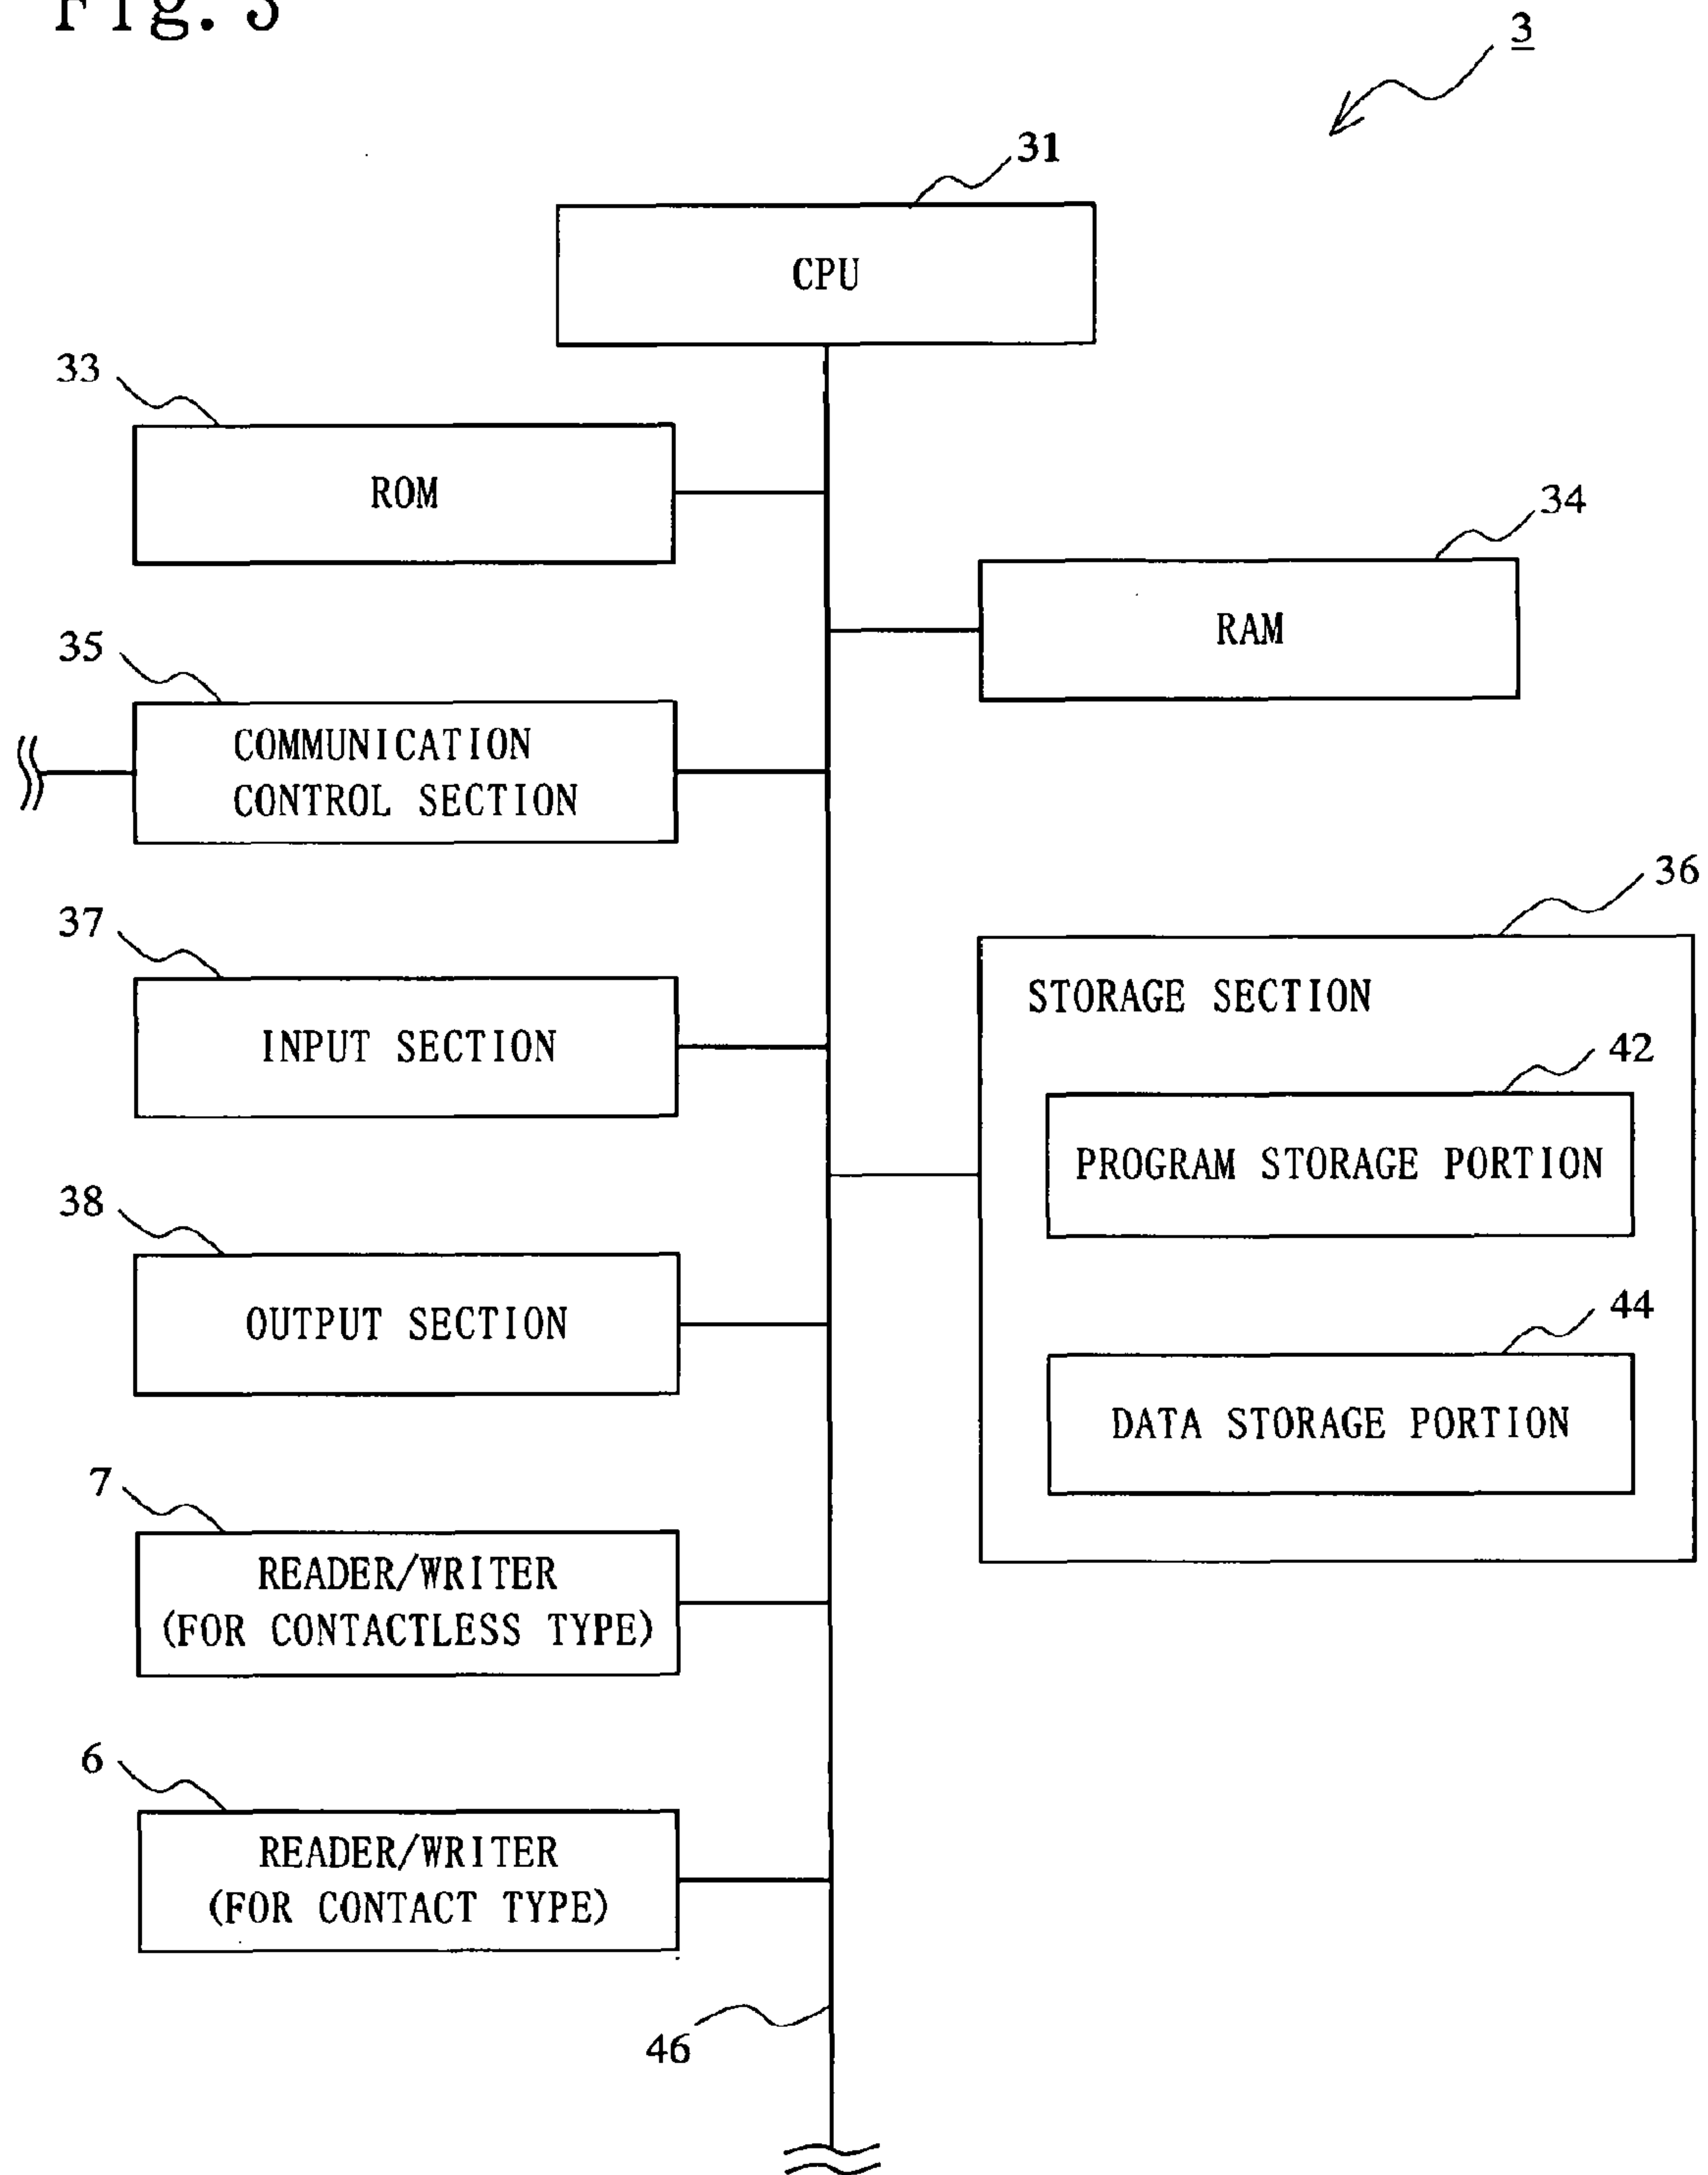 Fig. 3
3
31
CPU
33
ROM
34
RAM
35
COMMUNICATION
CONTROL SECTION
36
STORAGE SECTION
37
INPUT SECTION
42
PROGRAM STORAGE PORTION
38
OUTPUT SECTION
44
DATA STORAGE PORTION
7
READER/WRITER
(FOR CONTACTLESS TYPE)
6
READER/WRITER
(FOR CONTACT TYPE)
46